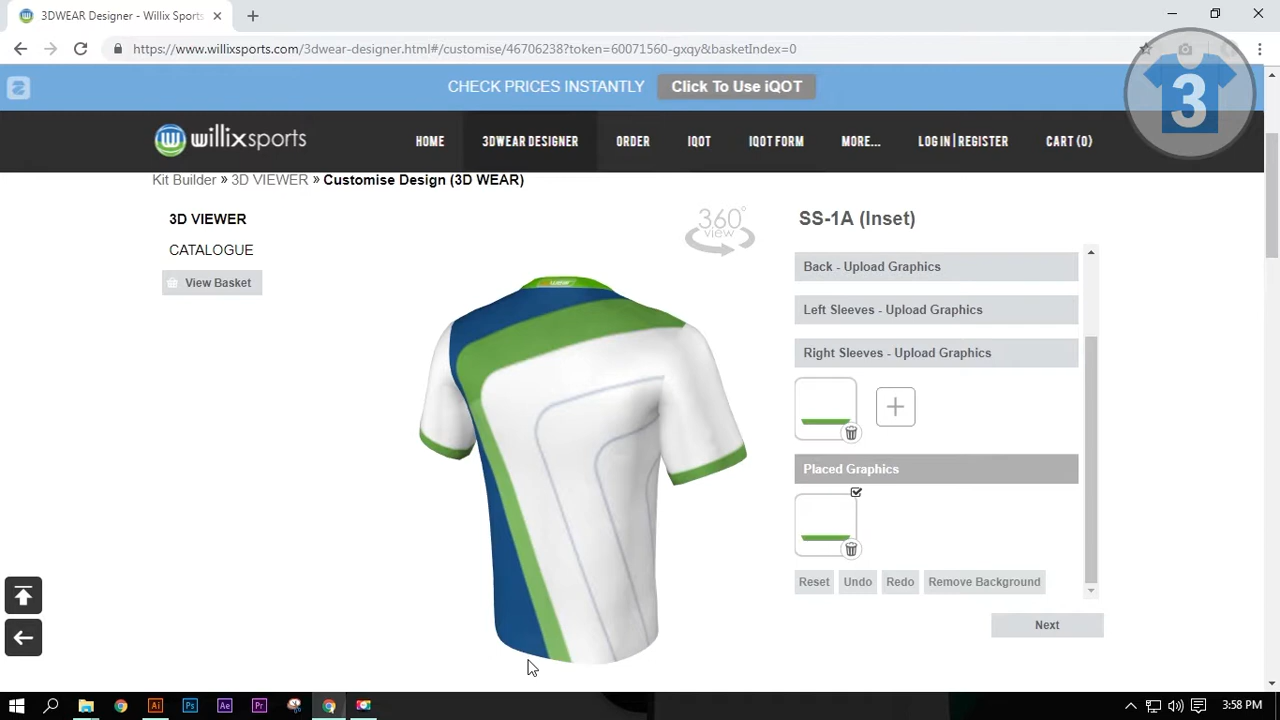 3DWEAR Designer - Willix Sports
https://www.willixsports.com/3dwear-designer.html#/customise/46706238?token=60071560-gxqy&basketIndex=0
CHECK PRICES INSTANTLY Click To Use iQOT
3
willixsports HOME 3DWEAR DESIGNER ORDER IQOT IQOT FORM MORE... LOG IN | REGISTER CART (0)
Kit Builder » 3D VIEWER » Customise Design (3D WEAR)
3D VIEWER
CATALOGUE
View Basket
360° view
SS-1A (Inset)
Back - Upload Graphics
Left Sleeves - Upload Graphics
Right Sleeves - Upload Graphics
Placed Graphics
Reset Undo Redo Remove Background
Next
Ai Ps Ae Pr 3:58 PM